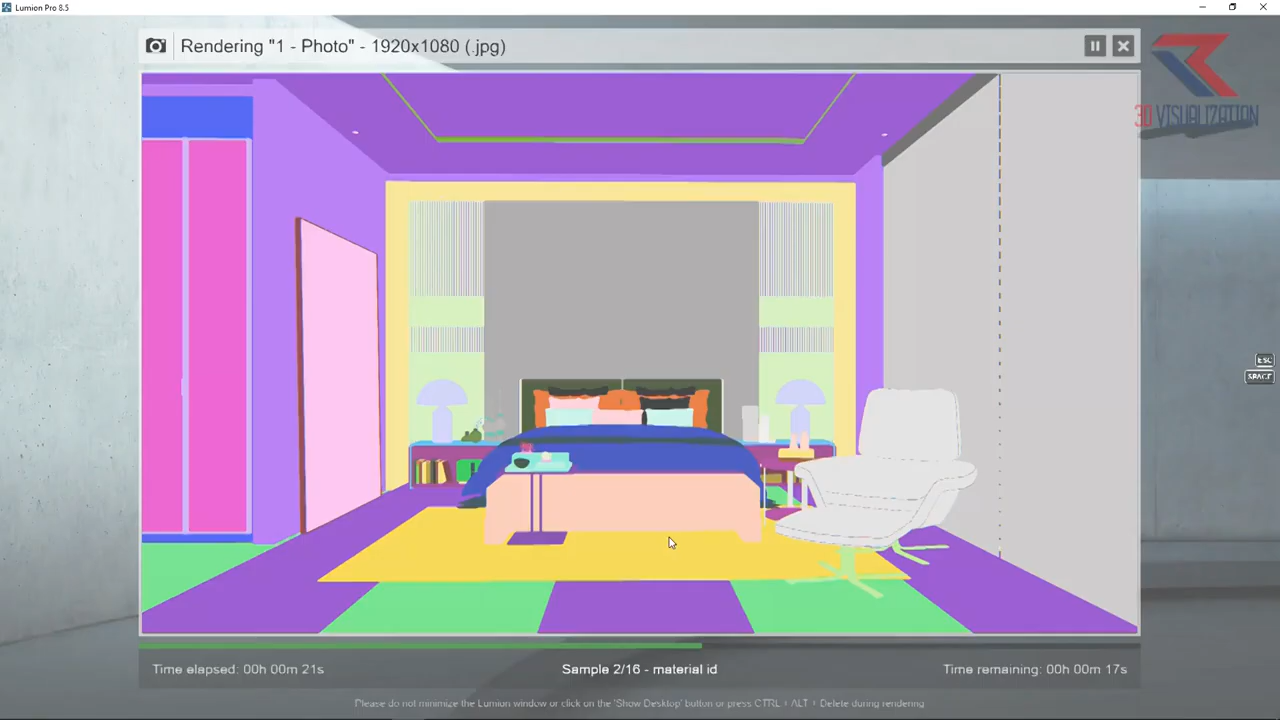 Lumion Pro 8.5
Rendering "1 - Photo" - 1920x1080 (.jpg)
3D VISUALIZATION
ESC
SPACE
Time elapsed: 00h 00m 21s
Sample 2/16 - material id
Time remaining: 00h 00m 17s
Please do not minimize the Lumion window or click on the 'Show Desktop' button or press CTRL + ALT + Delete during rendering